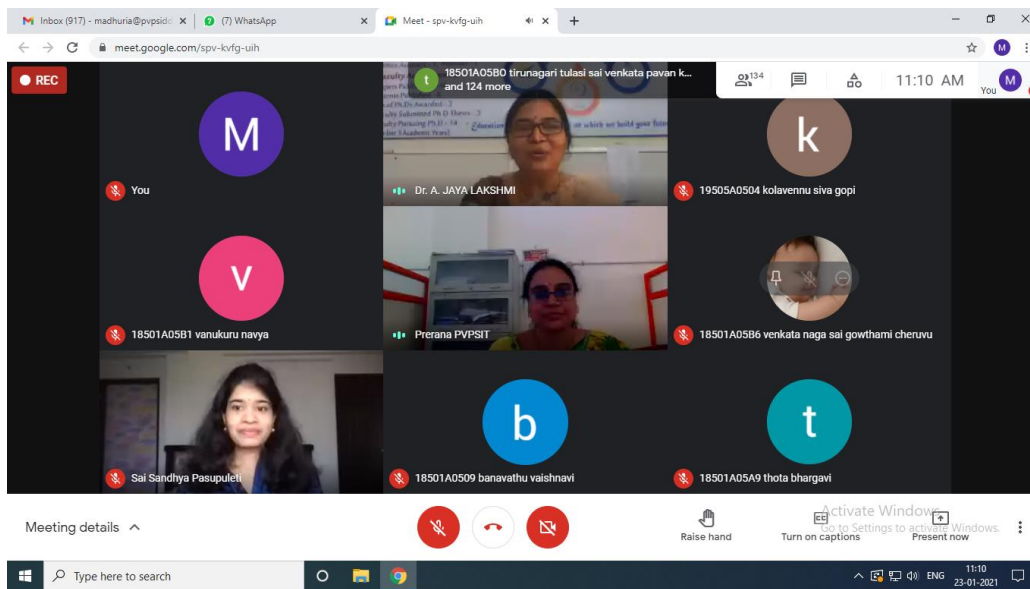 Inbox (917) - madhuria@pvpsidd
(7) WhatsApp
Meet - spv-kvfg-uih
meet.google.com/spv-kvfg-uih
M
REC
t
18501A05B0 tirunagari tulasi sai venkata pavan k...
and 124 more
134
11:10 AM
You
M
M
You
Dr. A. JAYA LAKSHMI
k
19505A0504 kolavennu siva gopi
V
18501A05B1 vanukuru navya
Prerana PVPSIT
18501A05B6 venkata naga sai gowthami cheruvu
Sai Sandhya Pasupuleti
b
18501A0509 banavathu vaishnavi
t
18501A05A9 thota bhargavi
Meeting details
Raise hand
CC
Turn on captions
Present now
Activate Windows
Go to Settings to activate Windows.
Type here to search
ENG
11:10
23-01-2021